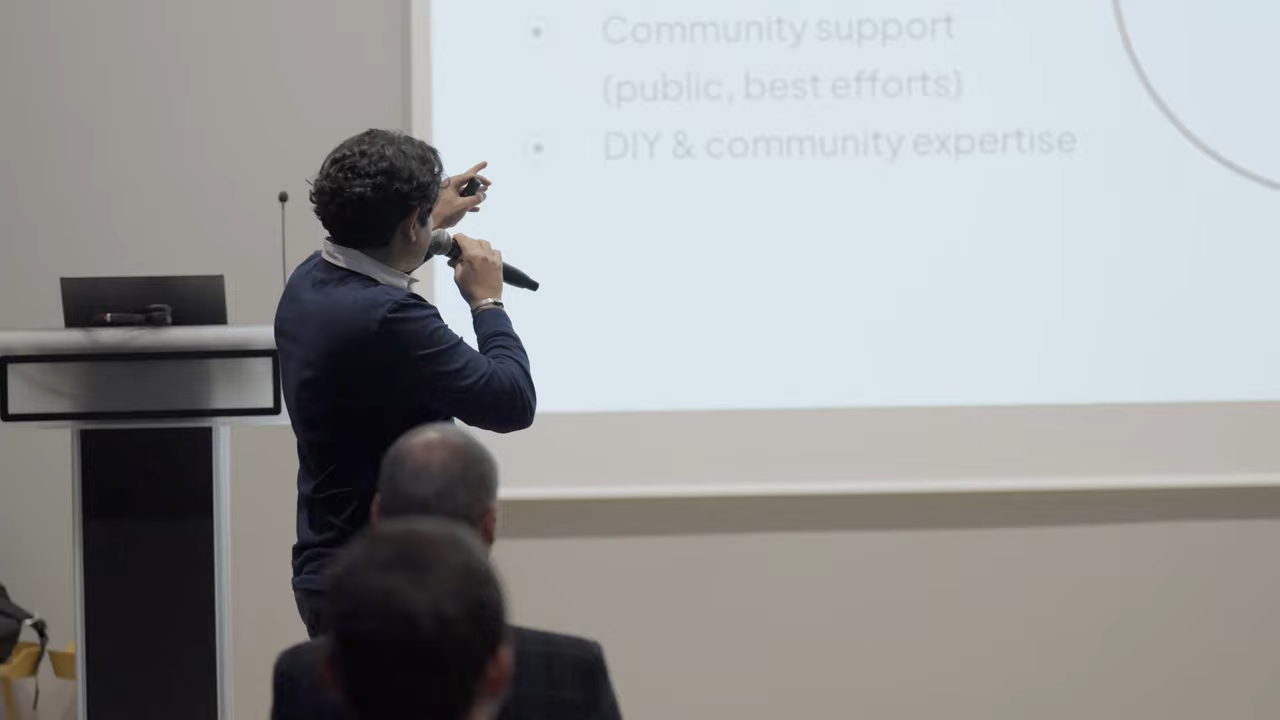 • Community support
(public, best efforts)
• DIY & community expertise